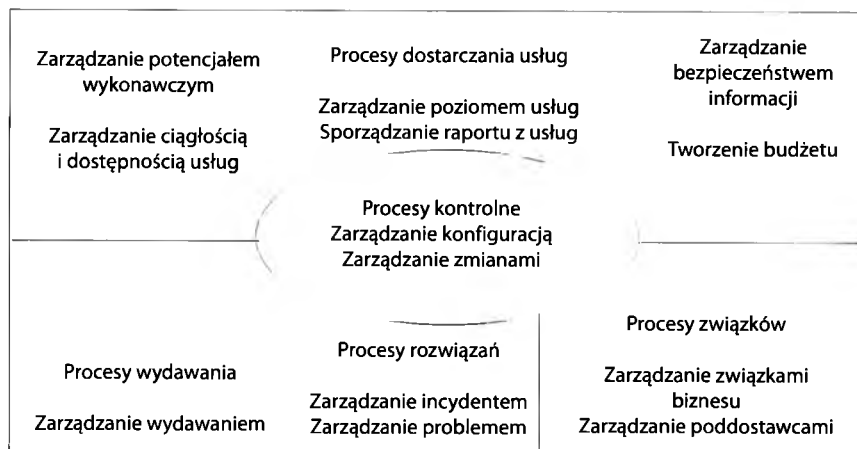 Zarządzanie potencjałem
wykonawczym
Zarządzanie ciągłością
i dostępnością usług
Procesy dostarczania usług
Zarządzanie poziomem usług
Sporządzanie raportu z usług
Zarządzanie
bezpieczeństwem
informacji
Tworzenie budżetu
Procesy kontrolne
Zarządzanie konfiguracją
Zarządzanie zmianami
Procesy wydawania
Zarządzanie wydawaniem
Procesy rozwiązań
Zarządzanie incydentem
Zarządzanie problemem
Procesy związków
Zarządzanie związkami
biznesu
Zarządzanie poddostawcami